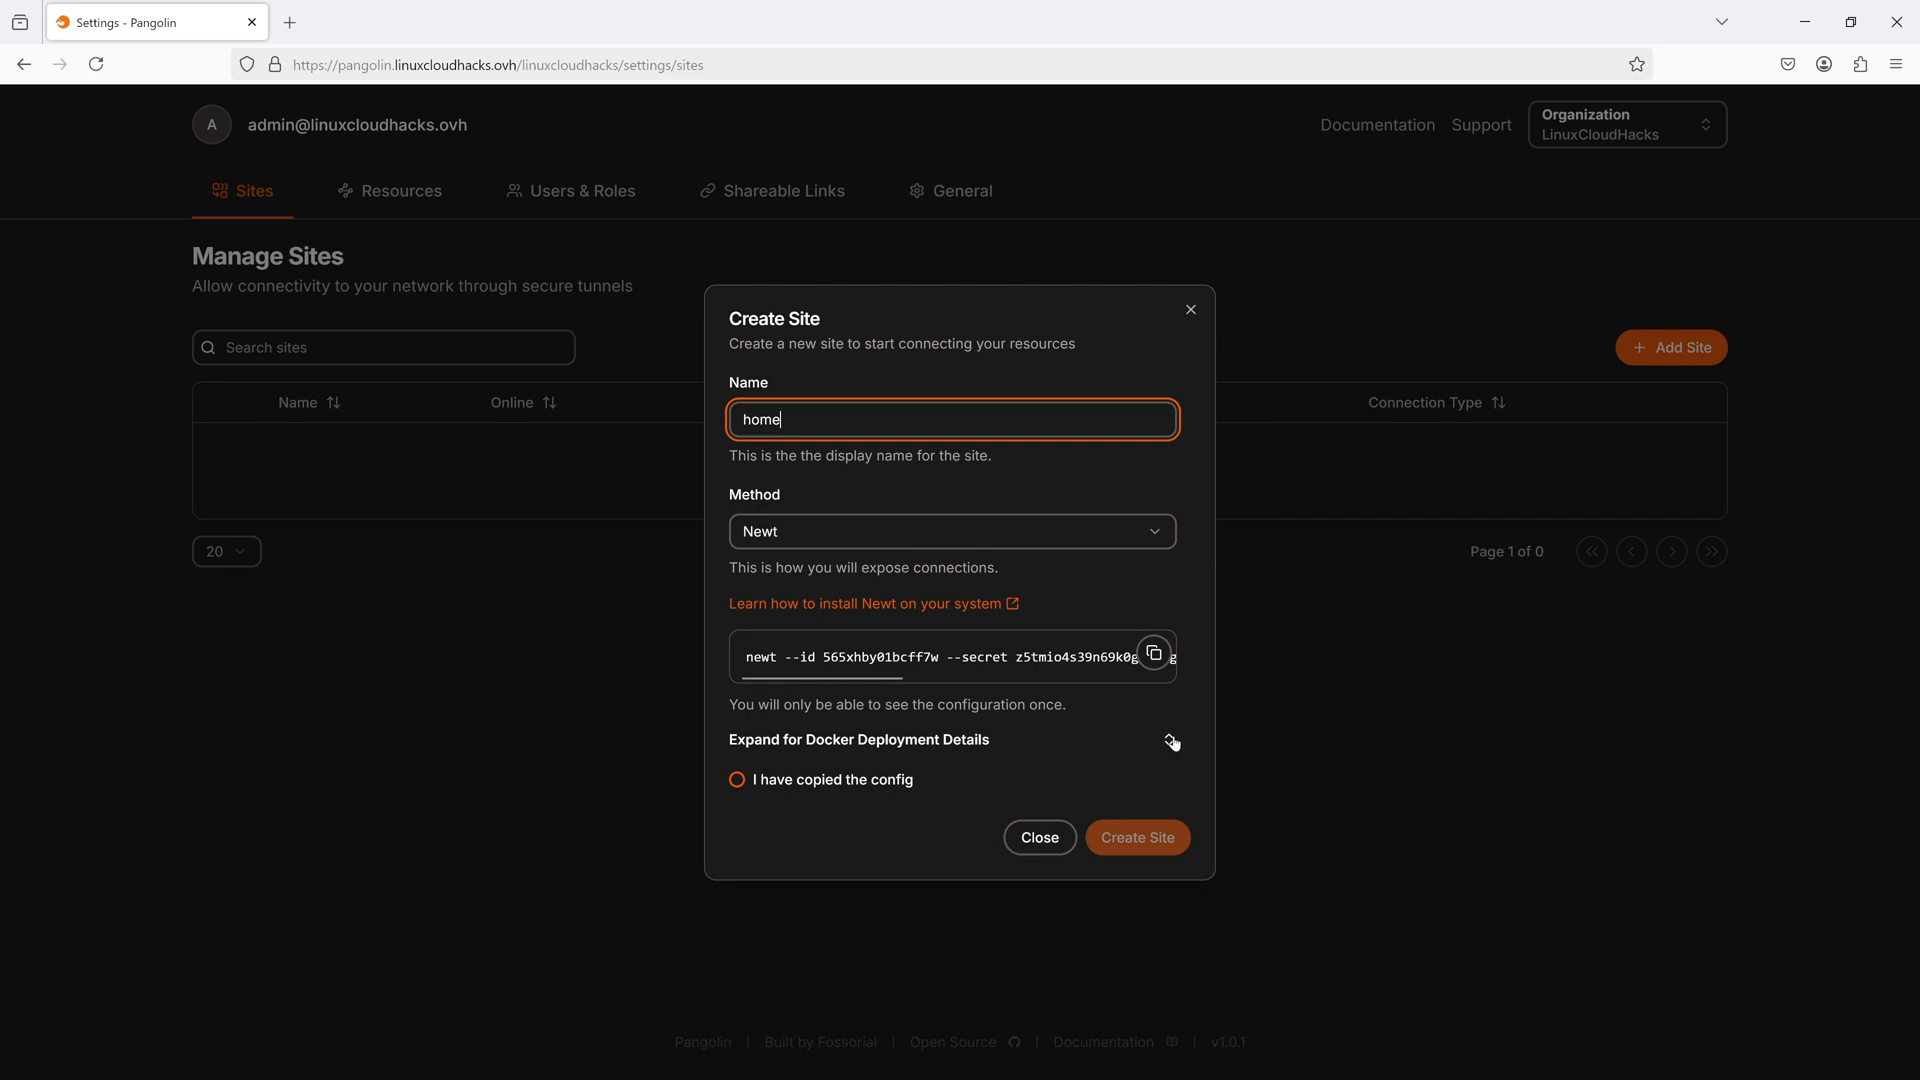 Settings - Pangolin
https://pangolin.linuxcloudhacks.ovh/linuxcloudhacks/settings/sites
A admin@linuxcloudhacks.ovh Documentation Support Organization
LinuxCloudHacks
Sites Resources Users & Roles Shareable Links General
Manage Sites
Allow connectivity to your network through secure tunnels
Search sites
+ Add Site
Name Online Connection Type
20
Page 1 of 0
Create Site
Create a new site to start connecting your resources
Name
home
This is the the display name for the site.
Method
Newt
This is how you will expose connections.
Learn how to install Newt on your system
newt --id 565xhby01bcff7w --secret
You will only be able to see the configuration once.
Expand for Docker Deployment Details
I have copied the config
Close Create Site
Pangolin | Built by Fossorial | Open Source | Documentation | v1.0.1